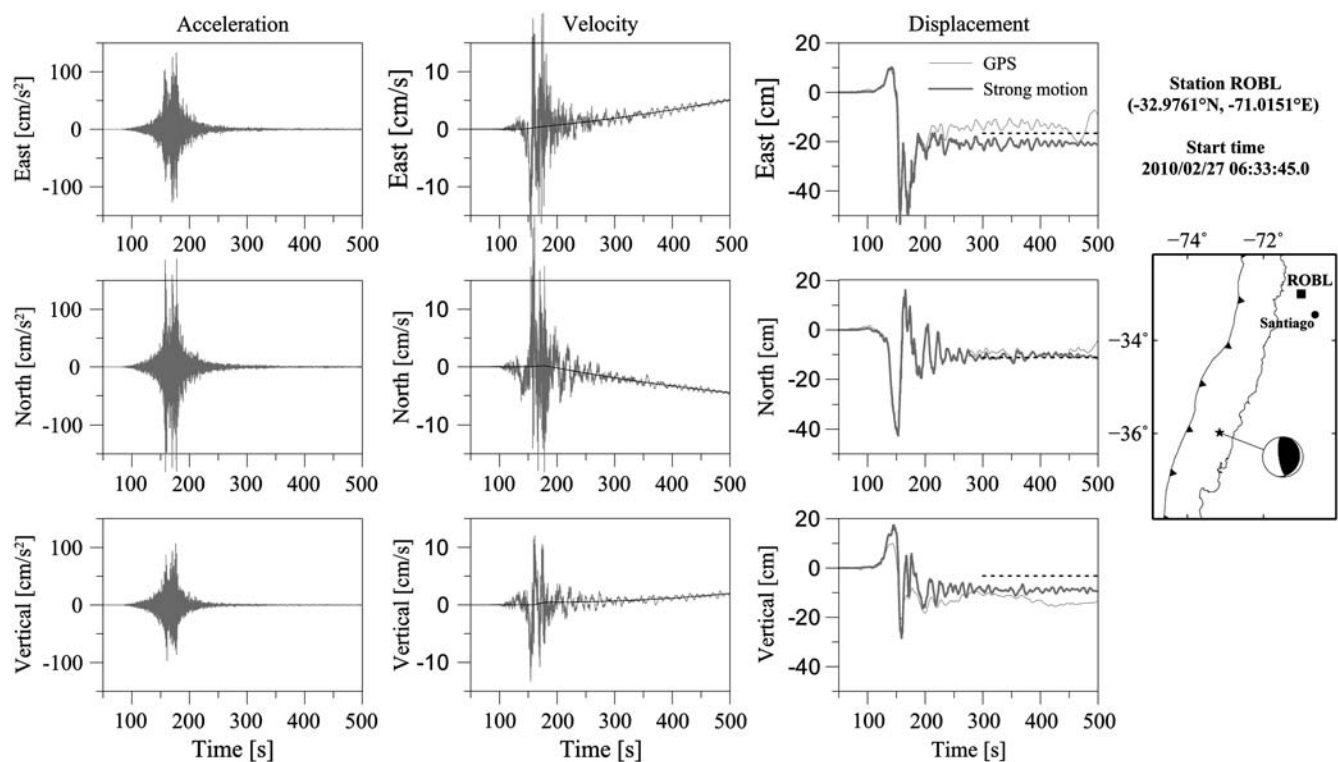 Acceleration
Velocity
Displacement
East [cm/s²]
100
0
-100
100 200 300 400 500
East [cm/s]
10
0
-10
100 200 300 400 500
East [cm]
20
0
-20
-40
100 200 300 400 500
GPS
Strong motion
Station ROBL
(-32.9761°N, -71.0151°E)
Start time
2010/02/27 06:33:45.0
North [cm/s²]
100
0
-100
100 200 300 400 500
North [cm/s]
10
0
-10
100 200 300 400 500
North [cm]
20
0
-20
-40
100 200 300 400 500
−74° −72°
ROBL
Santiago
−34°
−36°
Vertical [cm/s²]
100
0
-100
100 200 300 400 500
Time [s]
Vertical [cm/s]
10
0
-10
100 200 300 400 500
Time [s]
Vertical [cm]
20
0
-20
-40
100 200 300 400 500
Time [s]